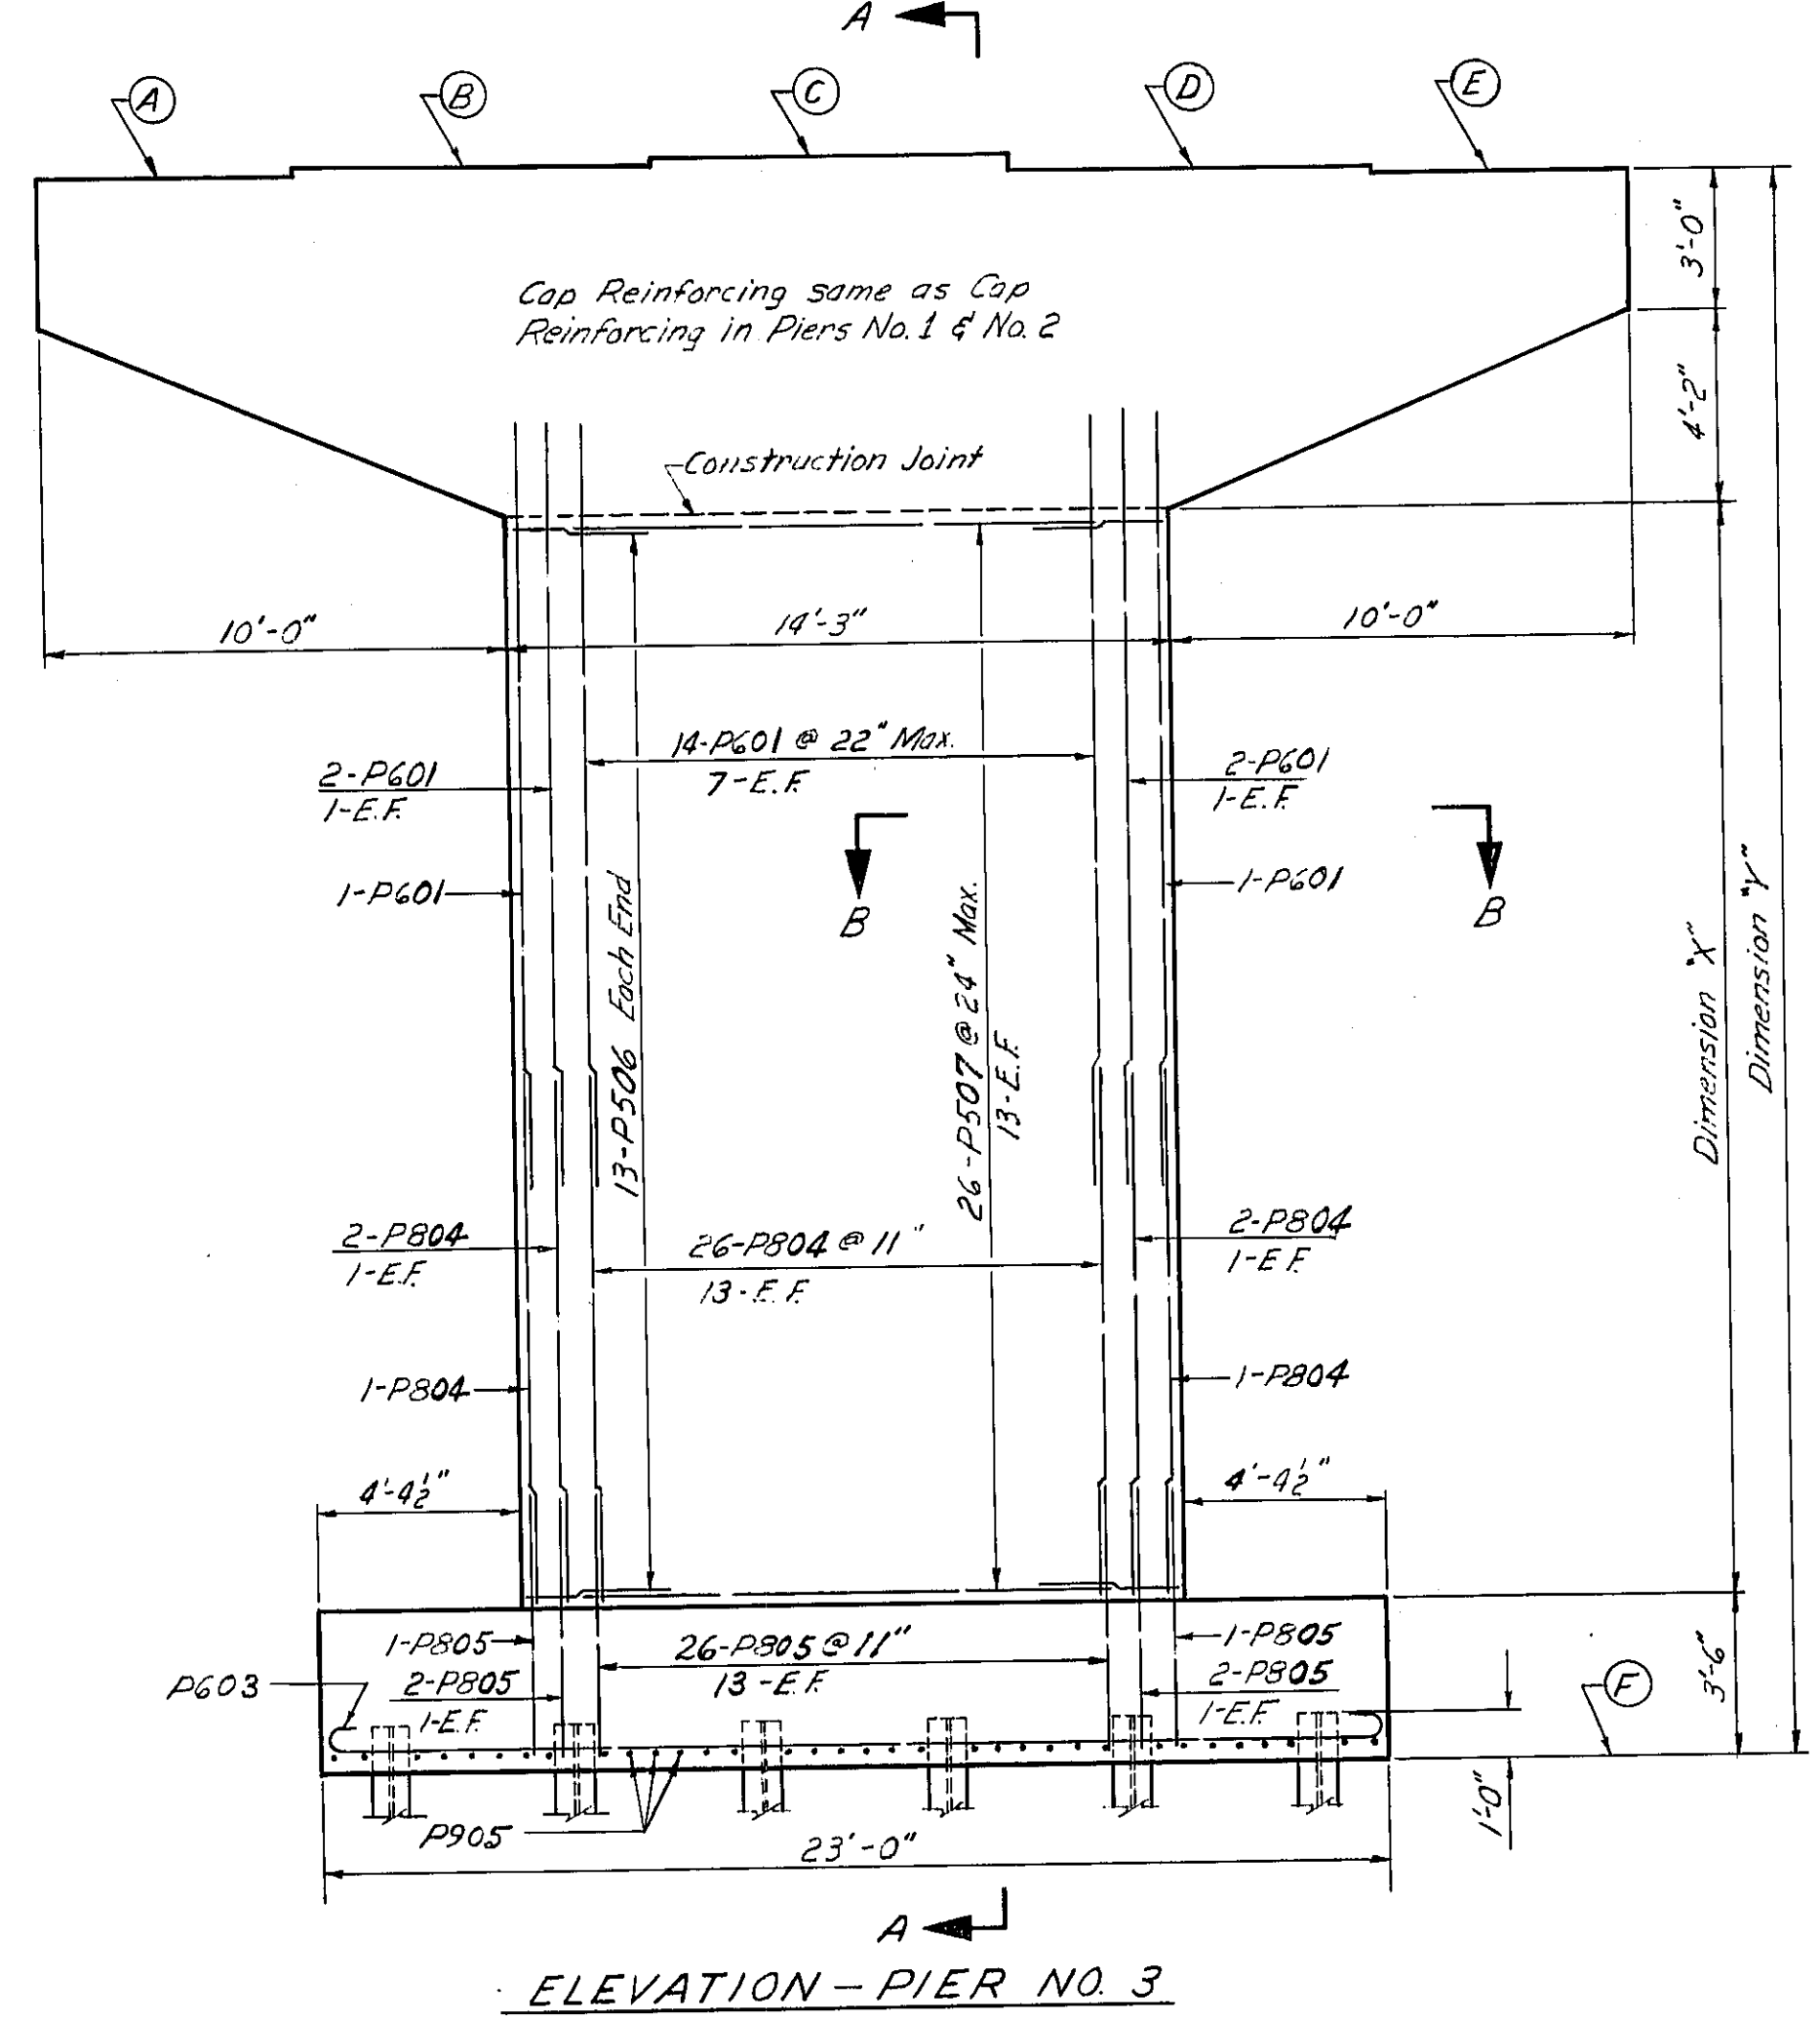 A
A
B
C
D
E
3'-0"
Cap Reinforcing same as Cap
Reinforcing in Piers No. 1 & No. 2
4'-2"
Construction Joint
10'-0"
14'-3"
10'-0"
14-P601 @ 22" Max.
7-E.F.
2-P601
1-E.F.
2-P601
1-E.F.
1-P601
1-P601
B
B
13-P506 Each End
26-P507 @ 24" Max.
13-E.F.
Dimension "X"
Dimension "Y"
2-P804
1-E.F.
26-P804 @ 11"
13-E.F.
2-P804
1-E.F.
1-P804
1-P804
4'-4½"
4'-4½"
1-P805
26-P805 @ 11"
13-E.F.
1-P805
P603
2-P805
1-E.F.
2-P805
1-E.F.
F
3'-6"
1'-0"
P905
23'-0"
A
ELEVATION - PIER NO. 3